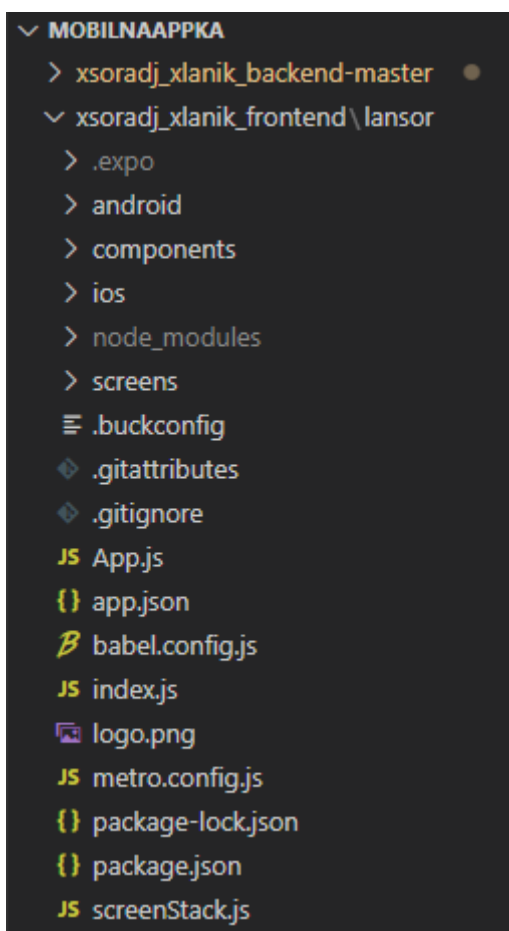 MOBILNAAPPKA
xsoradj_xlanik_backend-master
xsoradj_xlanik_frontend\lansor
.expo
android
components
ios
node_modules
screens
.buckconfig
.gitattributes
.gitignore
JS App.js
{} app.json
babel.config.js
JS index.js
logo.png
JS metro.config.js
{} package-lock.json
{} package.json
JS screenStack.js